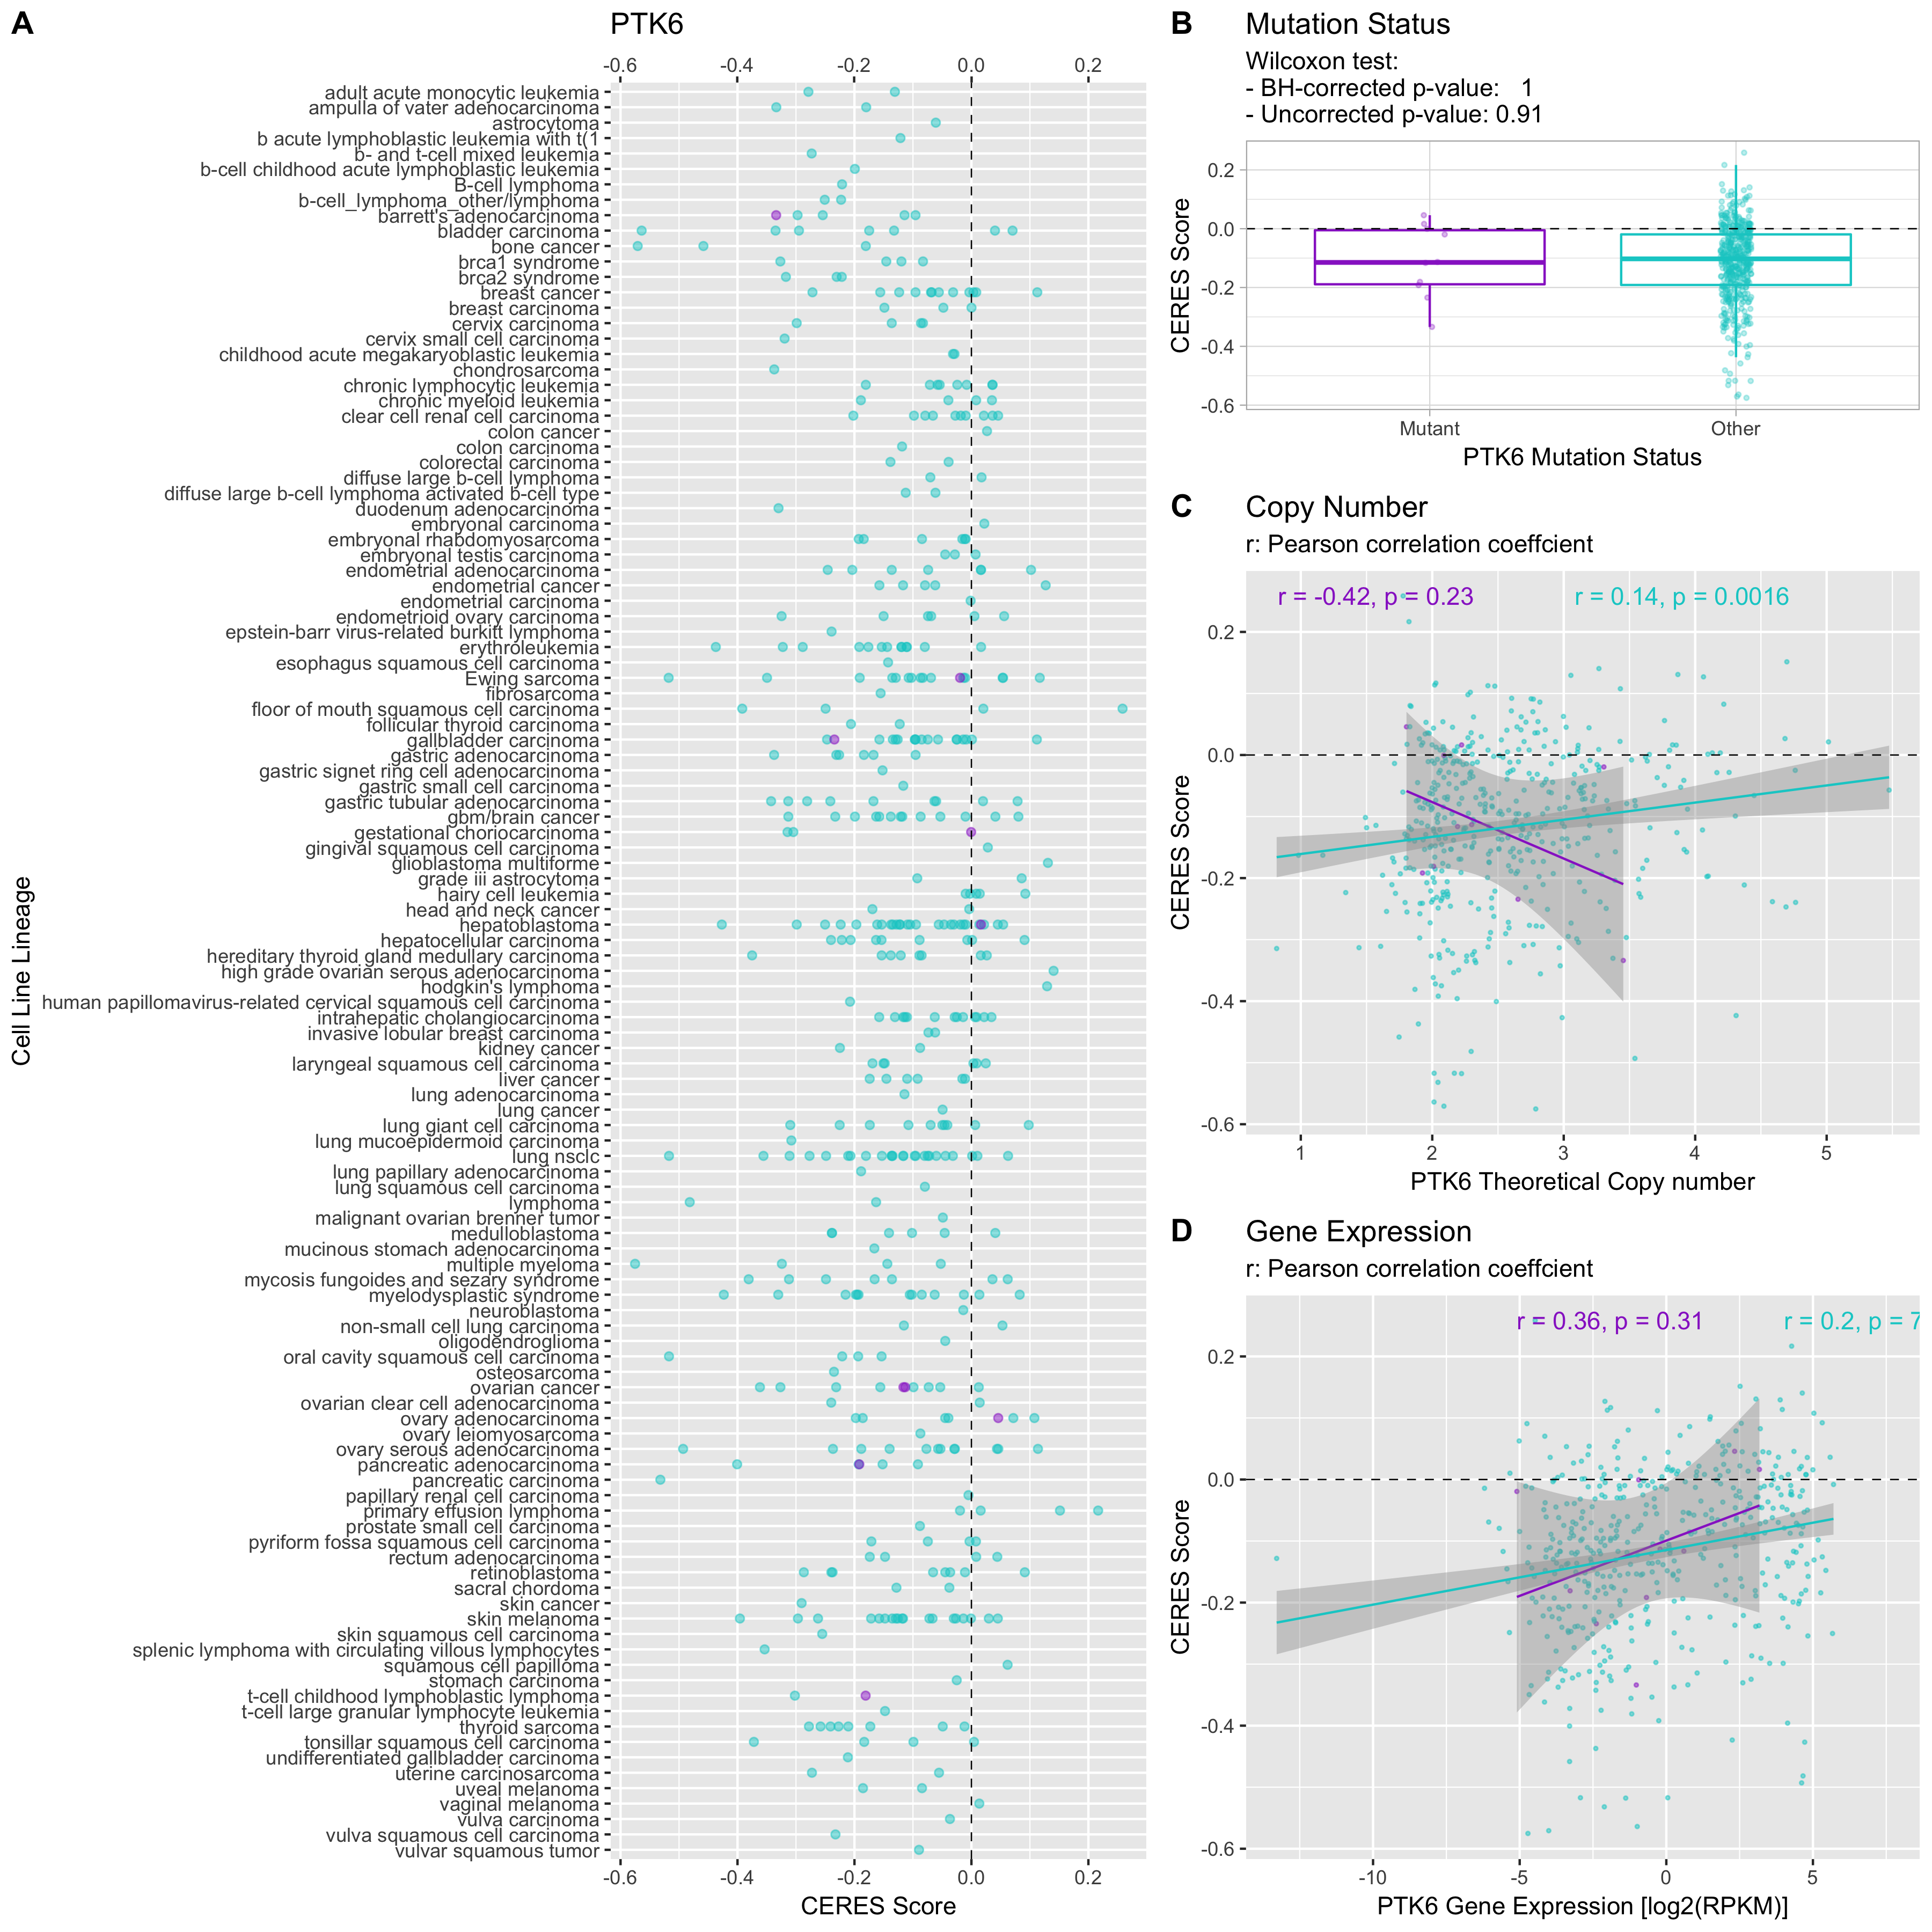 A
PTK6
-0.6 -0.4 -0.2 0.0 0.2
adult acute monocytic leukemia
ampulla of vater adenocarcinoma
astrocytoma
b acute lymphoblastic leukemia with t(1
b- and t-cell mixed leukemia
b-cell childhood acute lymphoblastic leukemia
B-cell lymphoma
b-cell_lymphoma_other/lymphoma
barrett's adenocarcinoma
bladder carcinoma
bone cancer
brca1 syndrome
brca2 syndrome
breast cancer
breast carcinoma
cervix carcinoma
cervix small cell carcinoma
childhood acute megakaryoblastic leukemia
chondrosarcoma
chronic lymphocytic leukemia
chronic myeloid leukemia
clear cell renal cell carcinoma
colon cancer
colon carcinoma
colorectal carcinoma
diffuse large b-cell lymphoma
diffuse large b-cell lymphoma activated b-cell type
duodenum adenocarcinoma
embryonal carcinoma
embryonal rhabdomyosarcoma
embryonal testis carcinoma
endometrial adenocarcinoma
endometrial cancer
endometrial carcinoma
endometrioid ovary carcinoma
epstein-barr virus-related burkitt lymphoma
erythroleukemia
esophagus squamous cell carcinoma
Ewing sarcoma
fibrosarcoma
floor of mouth squamous cell carcinoma
follicular thyroid carcinoma
gallbladder carcinoma
gastric adenocarcinoma
gastric signet ring cell adenocarcinoma
gastric small cell carcinoma
gastric tubular adenocarcinoma
gbm/brain cancer
gestational choriocarcinoma
gingival squamous cell carcinoma
glioblastoma multiforme
grade iii astrocytoma
hairy cell leukemia
head and neck cancer
hepatoblastoma
hepatocellular carcinoma
hereditary thyroid gland medullary carcinoma
high grade ovarian serous adenocarcinoma
hodgkin's lymphoma
human papillomavirus-related cervical squamous cell carcinoma
intrahepatic cholangiocarcinoma
invasive lobular breast carcinoma
kidney cancer
laryngeal squamous cell carcinoma
liver cancer
lung adenocarcinoma
lung cancer
lung giant cell carcinoma
lung mucoepidermoid carcinoma
lung nsclc
lung papillary adenocarcinoma
lung squamous cell carcinoma
lymphoma
malignant ovarian brenner tumor
medulloblastoma
mucinous stomach adenocarcinoma
multiple myeloma
mycosis fungoides and sezary syndrome
myelodysplastic syndrome
neuroblastoma
non-small cell lung carcinoma
oligodendroglioma
oral cavity squamous cell carcinoma
osteosarcoma
ovarian cancer
ovarian clear cell adenocarcinoma
ovary adenocarcinoma
ovary leiomyosarcoma
ovary serous adenocarcinoma
pancreatic adenocarcinoma
pancreatic carcinoma
papillary renal cell carcinoma
primary effusion lymphoma
prostate small cell carcinoma
pyriform fossa squamous cell carcinoma
rectum adenocarcinoma
retinoblastoma
sacral chordoma
skin cancer
skin melanoma
skin squamous cell carcinoma
splenic lymphoma with circulating villous lymphocytes
squamous cell papilloma
stomach carcinoma
t-cell childhood lymphoblastic lymphoma
t-cell large granular lymphocyte leukemia
thyroid sarcoma
tonsillar squamous cell carcinoma
undifferentiated gallbladder carcinoma
uterine carcinosarcoma
uveal melanoma
vaginal melanoma
vulva carcinoma
vulva squamous cell carcinoma
vulvar squamous tumor
-0.6 -0.4 -0.2 0.0 0.2
CERES Score
Cell Line Lineage
B
Mutation Status
Wilcoxon test:
- BH-corrected p-value: 1
- Uncorrected p-value: 0.91
0.2
0.0
-0.2
-0.4
-0.6
CERES Score
Mutant Other
PTK6 Mutation Status
C
Copy Number
r: Pearson correlation coeffcient
r = -0.42, p = 0.23 r = 0.14, p = 0.0016
0.2
0.0
-0.2
-0.4
-0.6
CERES Score
1 2 3 4 5
PTK6 Theoretical Copy number
D
Gene Expression
r: Pearson correlation coeffcient
r = 0.36, p = 0.31 r = 0.2, p = 7
0.2
0.0
-0.2
-0.4
-0.6
CERES Score
-10 -5 0 5
PTK6 Gene Expression [log2(RPKM)]